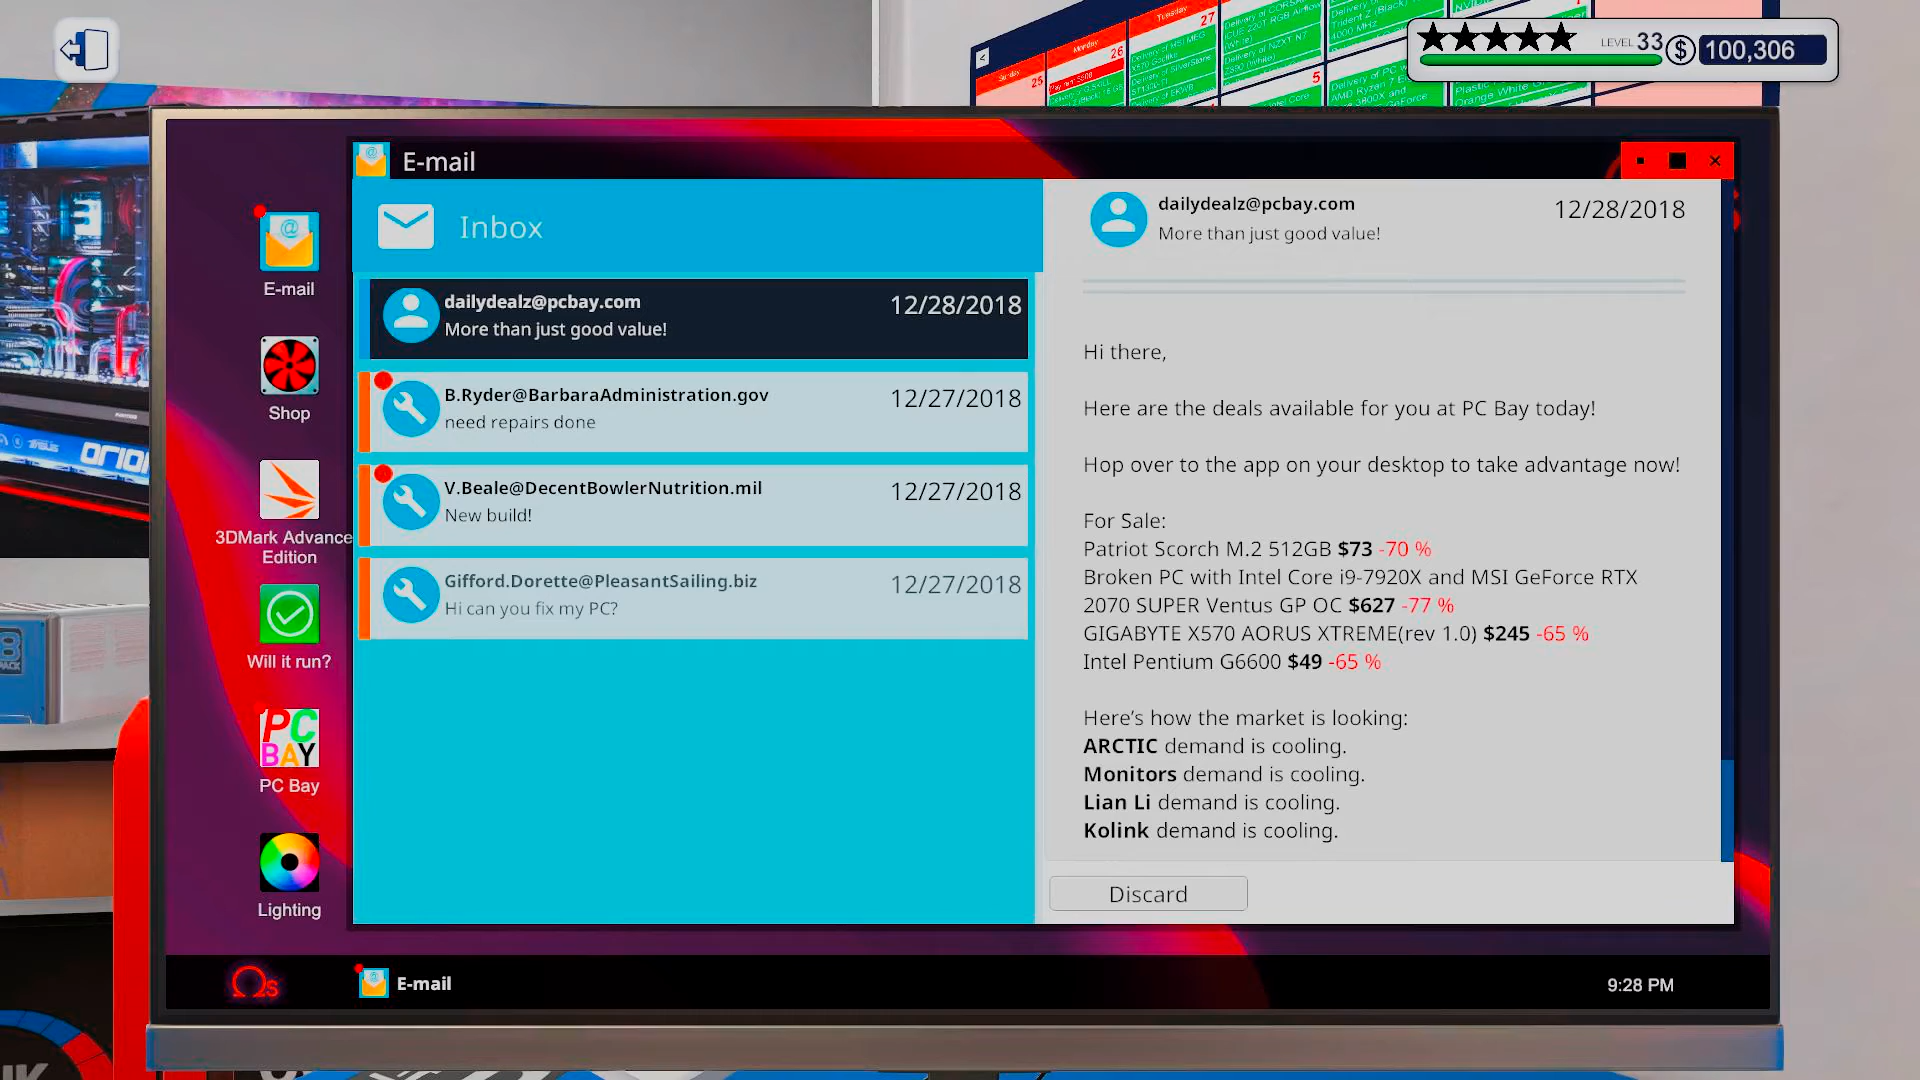 Sunday
25
Monday
26
Tuesday
27
5
LEVEL 33
$ 100,306
E-mail
E-mail
Shop
3DMark Advance
Edition
Will it run?
PC
BAY
PC Bay
Lighting
Inbox
dailydealz@pcbay.com
12/28/2018
More than just good value!
B.Ryder@BarbaraAdministration.gov
12/27/2018
need repairs done
V.Beale@DecentBowlerNutrition.mil
12/27/2018
New build!
Gifford.Dorette@PleasantSailing.biz
12/27/2018
Hi can you fix my PC?
dailydealz@pcbay.com
12/28/2018
More than just good value!
Hi there,
Here are the deals available for you at PC Bay today!
Hop over to the app on your desktop to take advantage now!
For Sale:
Patriot Scorch M.2 512GB $73 -70 %
Broken PC with Intel Core i9-7920X and MSI GeForce RTX
2070 SUPER Ventus GP OC $627 -77 %
GIGABYTE X570 AORUS XTREME(rev 1.0) $245 -65 %
Intel Pentium G6600 $49 -65 %
Here's how the market is looking:
ARCTIC demand is cooling.
Monitors demand is cooling.
Lian Li demand is cooling.
Kolink demand is cooling.
Discard
Ωs
E-mail
9:28 PM